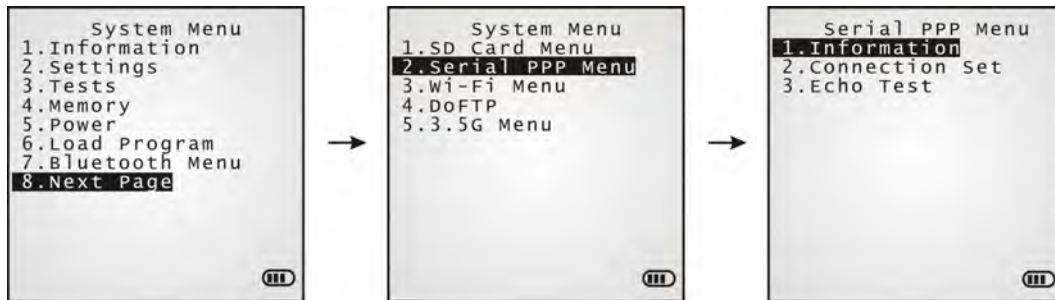 System Menu
1.Information
2.Settings
3.Tests
4.Memory
5.Power
6.Load Program
7.Bluetooth Menu
8.Next Page
System Menu
1.SD Card Menu
2.Serial PPP Menu
3.Wi-Fi Menu
4.DoFTP
5.3.5G Menu
Serial PPP Menu
1.Information
2.Connection Set
3.Echo Test